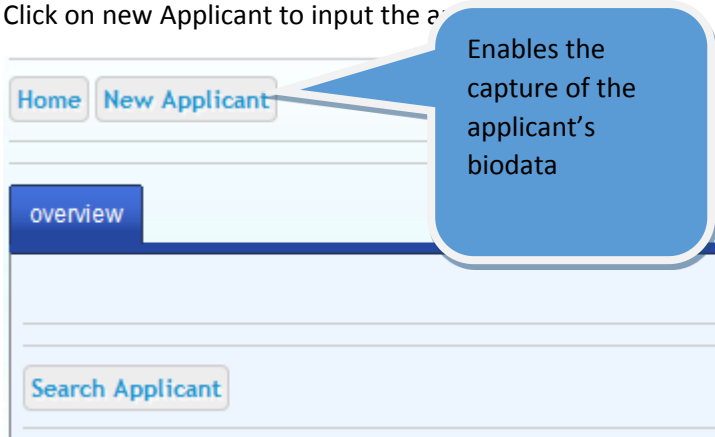 Click on new Applicant to input the
Enables the
capture of the
applicant's
biodata
Home New Applicant
overview
Search Applicant